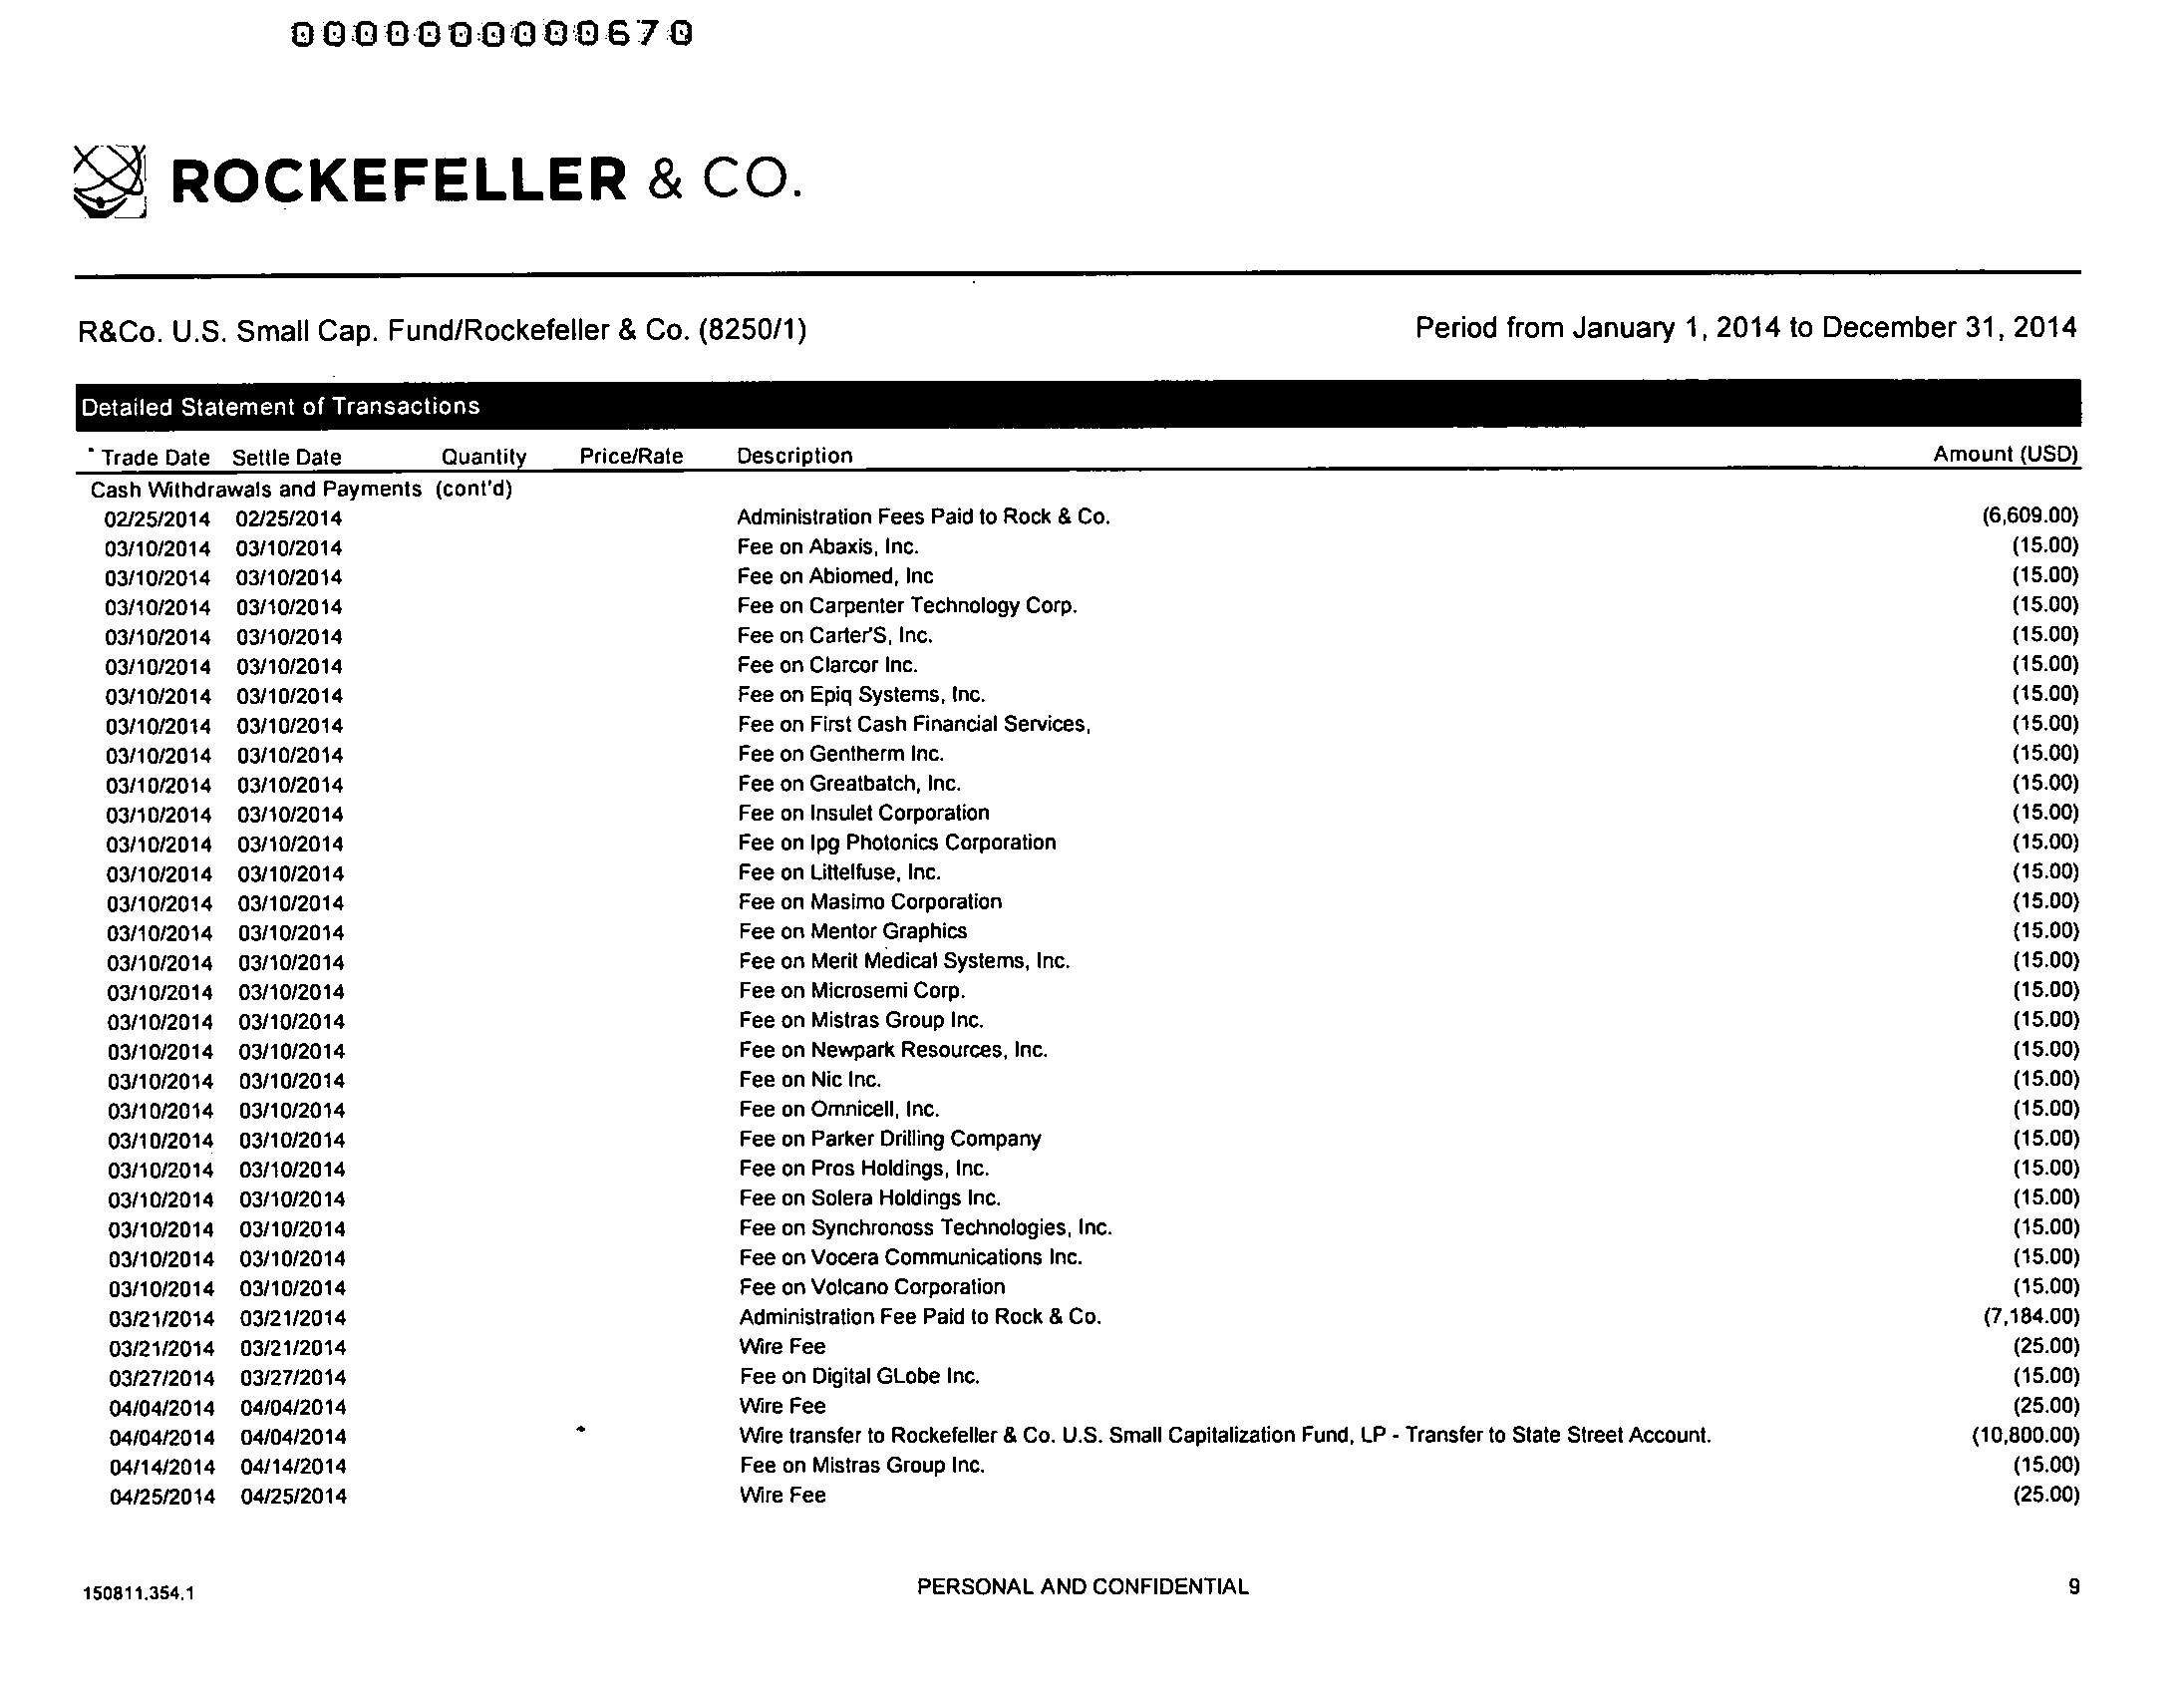 0000000000670
ROCKEFELLER & CO.
R&Co. U.S. Small Cap. Fund/Rockefeller & Co. (8250/1) Period from January 1, 2014 to December 31, 2014
Detailed Statement of Transactions
Trade Date Settle Date Quantity Price/Rate Description Amount (USD)
Cash Withdrawals and Payments (cont'd)
02/25/2014 02/25/2014 Administration Fees Paid to Rock & Co. (6,609.00)
03/10/2014 03/10/2014 Fee on Abaxis, Inc. (15.00)
03/10/2014 03/10/2014 Fee on Abiomed, Inc (15.00)
03/10/2014 03/10/2014 Fee on Carpenter Technology Corp. (15.00)
03/10/2014 03/10/2014 Fee on Carter'S, Inc. (15.00)
03/10/2014 03/10/2014 Fee on Clarcor Inc. (15.00)
03/10/2014 03/10/2014 Fee on Epiq Systems, Inc. (15.00)
03/10/2014 03/10/2014 Fee on First Cash Financial Services, (15.00)
03/10/2014 03/10/2014 Fee on Gentherm Inc. (15.00)
03/10/2014 03/10/2014 Fee on Greatbatch, Inc. (15.00)
03/10/2014 03/10/2014 Fee on Insulet Corporation (15.00)
03/10/2014 03/10/2014 Fee on Ipg Photonics Corporation (15.00)
03/10/2014 03/10/2014 Fee on Littelfuse, Inc. (15.00)
03/10/2014 03/10/2014 Fee on Masimo Corporation (15.00)
03/10/2014 03/10/2014 Fee on Mentor Graphics (15.00)
03/10/2014 03/10/2014 Fee on Merit Medical Systems, Inc. (15.00)
03/10/2014 03/10/2014 Fee on Microsemi Corp. (15.00)
03/10/2014 03/10/2014 Fee on Mistras Group Inc. (15.00)
03/10/2014 03/10/2014 Fee on Newpark Resources, Inc. (15.00)
03/10/2014 03/10/2014 Fee on Nic Inc. (15.00)
03/10/2014 03/10/2014 Fee on Omnicell, Inc. (15.00)
03/10/2014 03/10/2014 Fee on Parker Drilling Company (15.00)
03/10/2014 03/10/2014 Fee on Pros Holdings, Inc. (15.00)
03/10/2014 03/10/2014 Fee on Solera Holdings Inc. (15.00)
03/10/2014 03/10/2014 Fee on Synchronoss Technologies, Inc. (15.00)
03/10/2014 03/10/2014 Fee on Vocera Communications Inc. (15.00)
03/10/2014 03/10/2014 Fee on Volcano Corporation (15.00)
03/21/2014 03/21/2014 Administration Fee Paid to Rock & Co. (7,184.00)
03/21/2014 03/21/2014 Wire Fee (25.00)
03/27/2014 03/27/2014 Fee on Digital GLobe Inc. (15.00)
04/04/2014 04/04/2014 Wire Fee (25.00)
04/04/2014 04/04/2014 Wire transfer to Rockefeller & Co. U.S. Small Capitalization Fund, LP - Transfer to State Street Account. (10,800.00)
04/14/2014 04/14/2014 Fee on Mistras Group Inc. (15.00)
04/25/2014 04/25/2014 Wire Fee (25.00)
150811.354.1 PERSONAL AND CONFIDENTIAL 9